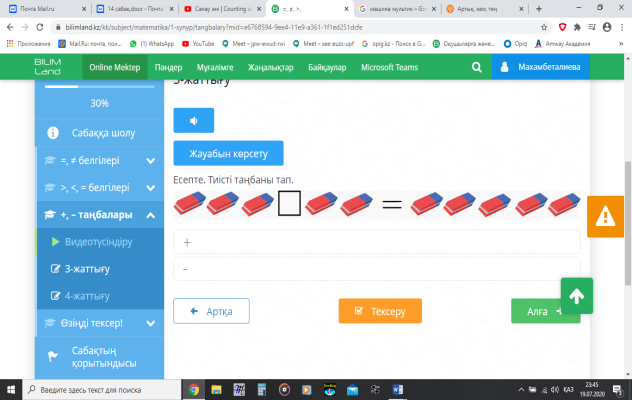 Почта Mail.ru
14 сабақ.docx - Почта
Санау әні | Counting s
=, ≠, >,
машина мультик – Goo
Артық, кем, тең
bilimland.kz/kk/subject/matematika/1-synyp/tangbalary?mid=e6768594-9ee4-11e9-a361-1f1ed251dcfe
Приложения
Mail.Ru: почта, пои...
(1) WhatsApp
YouTube
Meet – jpw-ewud-rwi
Meet – see-euzs-upf
opiq.kz - Поиск в G...
Оқушыларға жене...
Opiq
Amway Академия
»
BILIM Land
Online Mektep
Пәндер
Мұғалімге
Жаңалықтар
Байқаулар
Microsoft Teams
Махамбеталиева
30%
Сабаққа шолу
=, ≠ белгілері
>, <, = белгілері
+, – таңбалары
Видеотүсіндіру
3-жаттығу
4-жаттығу
Өзіңді тексер!
Сабақтың
қорытындысы
3-жаттығу
Жауабын көрсету
Есепте. Тиісті таңбаны тап.
=
+
-
Артқа
Тексеру
Алға
Введите здесь текст для поиска
ҚАЗ
23:45
19.07.2020